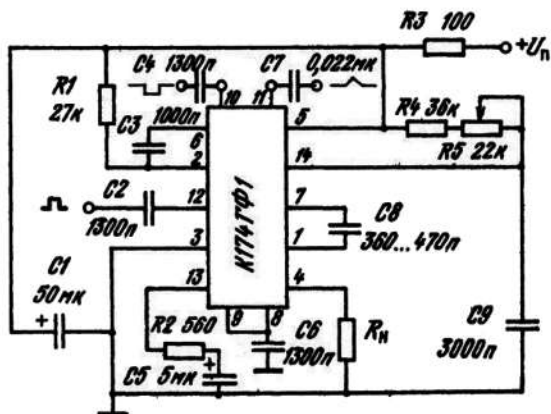 R3 100
+Uп
C4 1300п
C7 0,022мк
R1 27к
C3 1000п
10
11
6
5
R4 36к
R5 22к
2
14
C2 1300п
12
К174ГФ1
7
C8 360...470п
3
1
13
4
C1 50мк
+
R2 560
9
8
C6 1300п
Rн
C9 3000п
+
C5 5мк